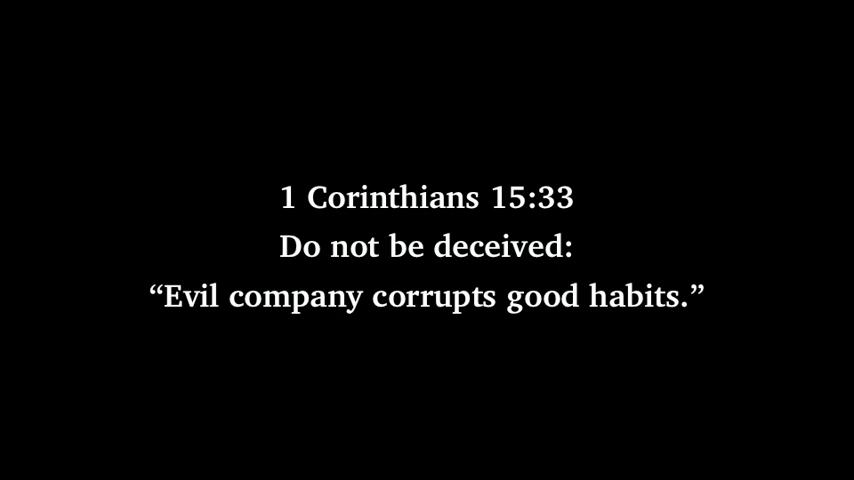 1 Corinthians 15:33
Do not be deceived:
“Evil company corrupts good habits.”